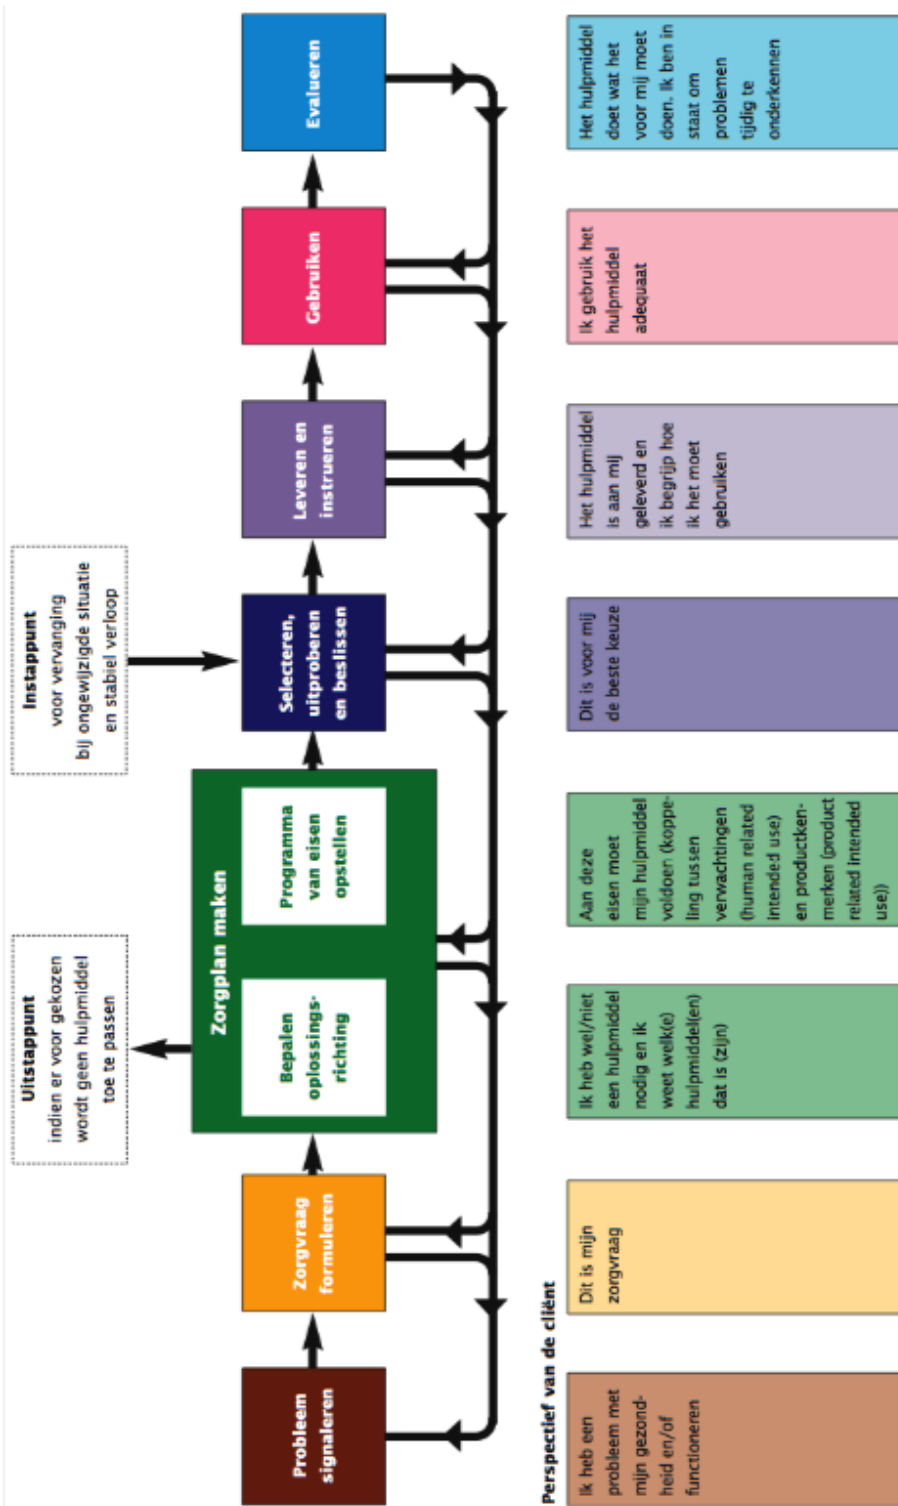 Uitstappunt
indien er voor gekozen
wordt geen hulpmiddel
toe te passen
Instappunt
voor vervanging
bij ongewijzigde situatie
en stabiel verloop
Probleem
signaleren
Zorgvraag
formuleren
Zorgplan maken
Bepalen
oplossings-
richting
Programma
van eisen
opstellen
Selecteren,
uitproberen
en beslissen
Leveren en
instrueren
Gebruiken
Evalueren
Perspectief van de cliënt
Ik heb een
probleem met
mijn gezond-
heid en/of
functioneren
Dit is mijn
zorgvraag
Ik heb wel/niet
een hulpmiddel
nodig en ik
weet welk(e)
hulpmiddel(en)
dat is (zijn)
Aan deze
eisen moet
mijn hulpmiddel
voldoen (koppe-
ling tussen
verwachtingen
(human related
intended use)
en productken-
merken (product
related intended
use))
Dit is voor mij
de beste keuze
Het hulpmiddel
is aan mij
geleverd en
ik begrijp hoe
ik het moet
gebruiken
Ik gebruik het
hulpmiddel
adequaat
Het hulpmiddel
doet wat het
voor mij moet
doen. Ik ben in
staat om
problemen
tijdig te
onderkennen